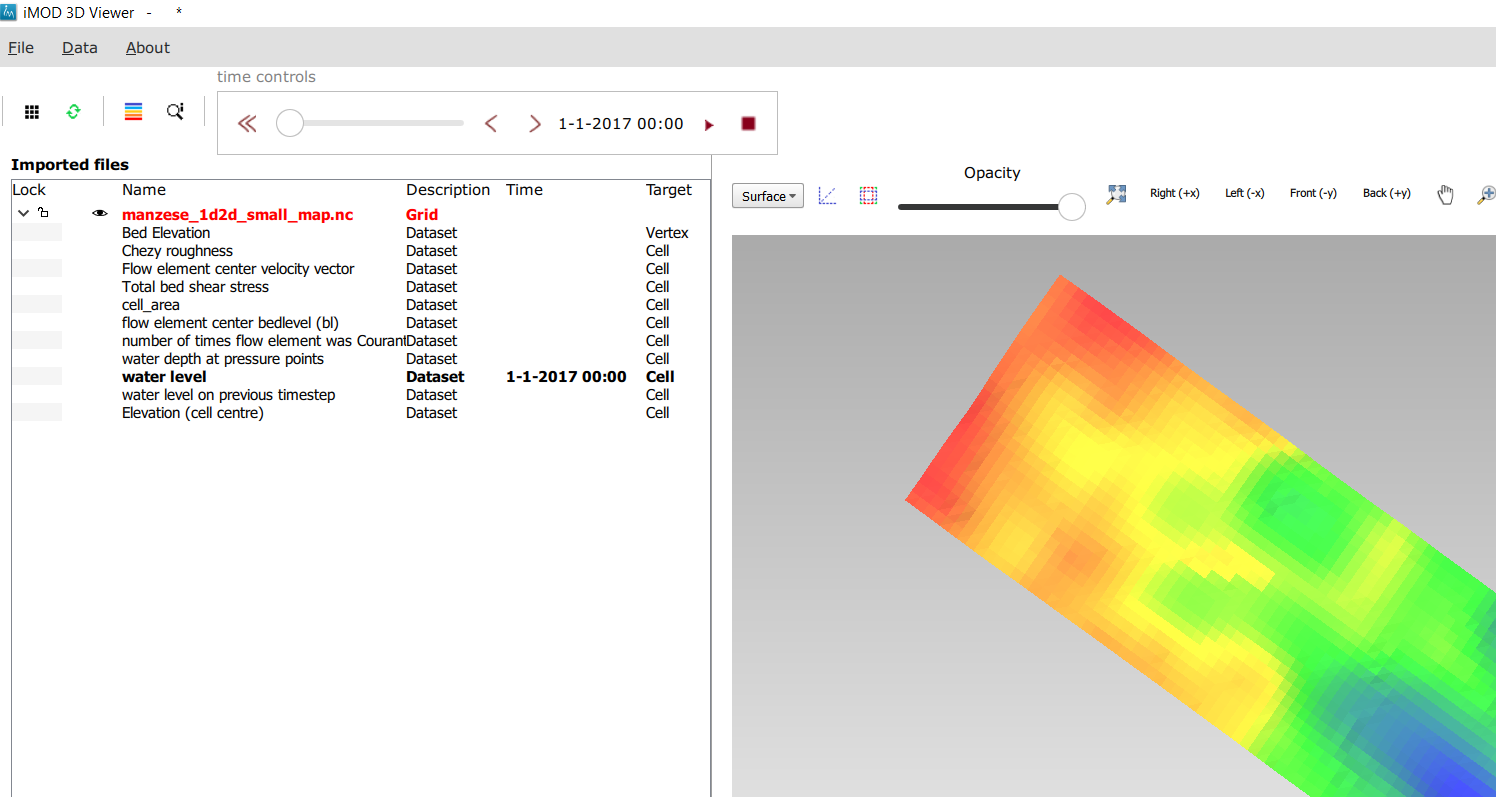 iMOD 3D Viewer - *
File Data About
time controls
1-1-2017 00:00
Imported files
Lock Name Description Time Target
manzese_1d2d_small_map.nc Grid
Bed Elevation Dataset Vertex
Chezy roughness Dataset Cell
Flow element center velocity vector Dataset Cell
Total bed shear stress Dataset Cell
cell_area Dataset Cell
flow element center bedlevel (bl) Dataset Cell
number of times flow element was Courant Dataset Cell
water depth at pressure points Dataset Cell
water level Dataset 1-1-2017 00:00 Cell
water level on previous timestep Dataset Cell
Elevation (cell centre) Dataset Cell
Opacity
Surface Right (+x) Left (-x) Front (-y) Back (+y)